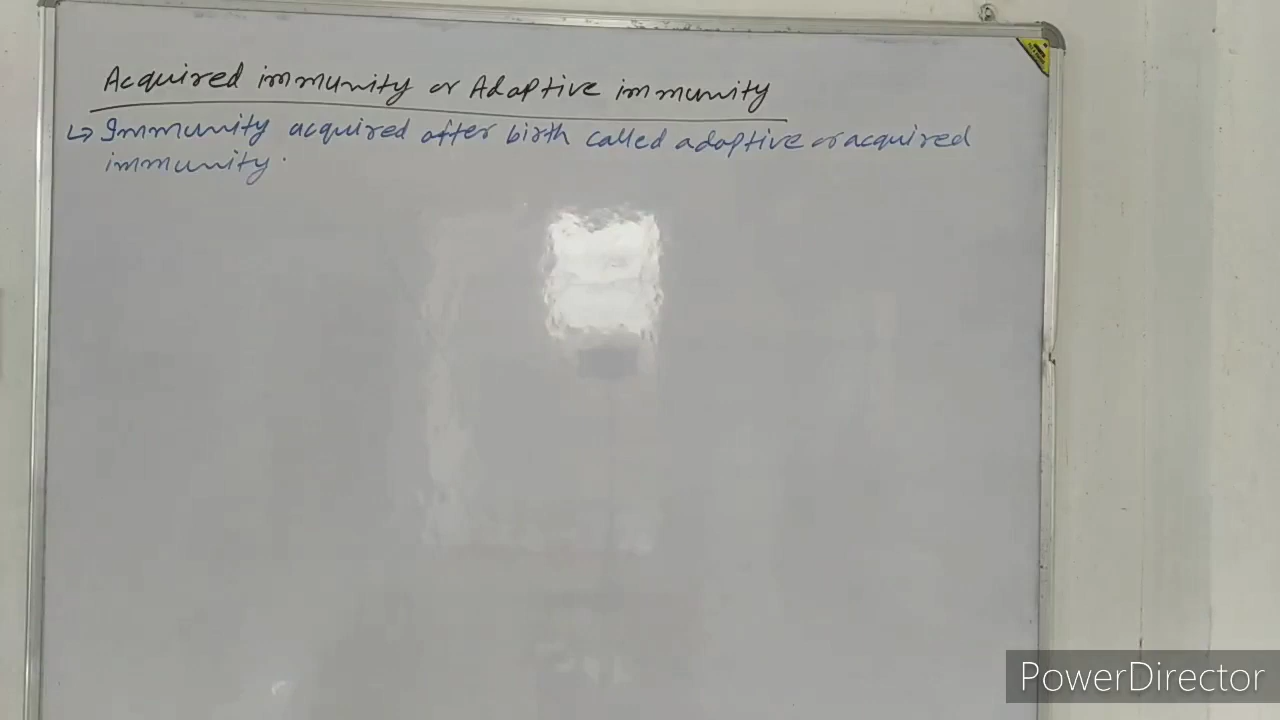 Acquired immunity or Adaptive immunity
↳ Immunity acquired after birth called adaptive or acquired
immunity.
PowerDirector